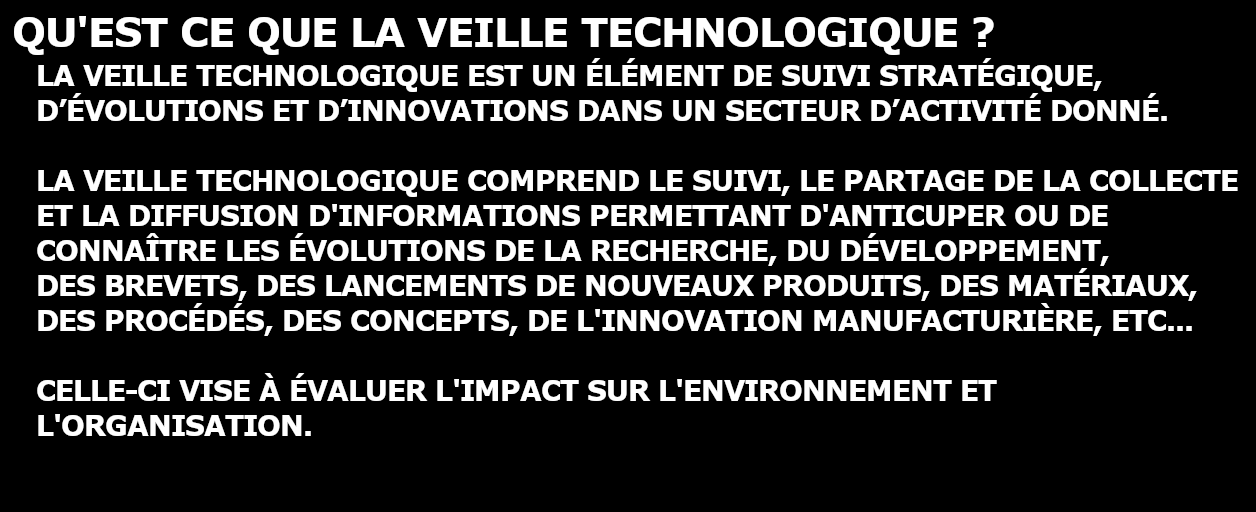 QU'EST CE QUE LA VEILLE TECHNOLOGIQUE ?
LA VEILLE TECHNOLOGIQUE EST UN ÉLÉMENT DE SUIVI STRATÉGIQUE,
D’ÉVOLUTIONS ET D’INNOVATIONS DANS UN SECTEUR D’ACTIVITÉ DONNÉ.
LA VEILLE TECHNOLOGIQUE COMPREND LE SUIVI, LE PARTAGE DE LA COLLECTE
ET LA DIFFUSION D'INFORMATIONS PERMETTANT D'ANTICUPER OU DE
CONNAÎTRE LES ÉVOLUTIONS DE LA RECHERCHE, DU DÉVELOPPEMENT,
DES BREVETS, DES LANCEMENTS DE NOUVEAUX PRODUITS, DES MATÉRIAUX,
DES PROCÉDÉS, DES CONCEPTS, DE L'INNOVATION MANUFACTURIÈRE, ETC...
CELLE-CI VISE À ÉVALUER L'IMPACT SUR L'ENVIRONNEMENT ET
L'ORGANISATION.